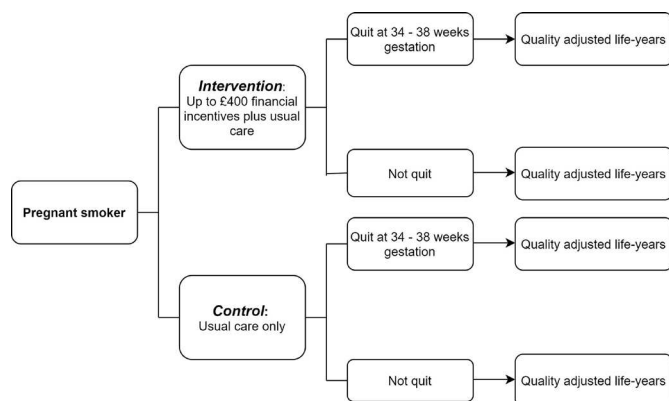 Pregnant smoker
Intervention:
Up to £400 financial
incentives plus usual
care
Quit at 34 - 38 weeks
gestation
Quality adjusted life-years
Not quit
Quality adjusted life-years
Control:
Usual care only
Quit at 34 - 38 weeks
gestation
Quality adjusted life-years
Not quit
Quality adjusted life-years